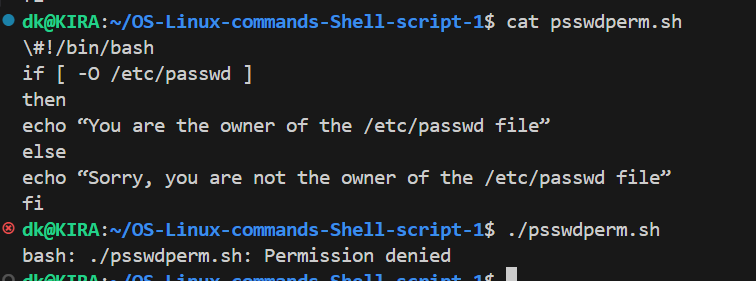 dk@KIRA:~/OS-Linux-commands-Shell-script-1$ cat psswdperm.sh
\#!/bin/bash
if [ -O /etc/passwd ]
then
echo “You are the owner of the /etc/passwd file”
else
echo “Sorry, you are not the owner of the /etc/passwd file”
fi
dk@KIRA:~/OS-Linux-commands-Shell-script-1$ ./psswdperm.sh
bash: ./psswdperm.sh: Permission denied
dk@KIRA:~/OS-Linux-commands-Shell-script-1$